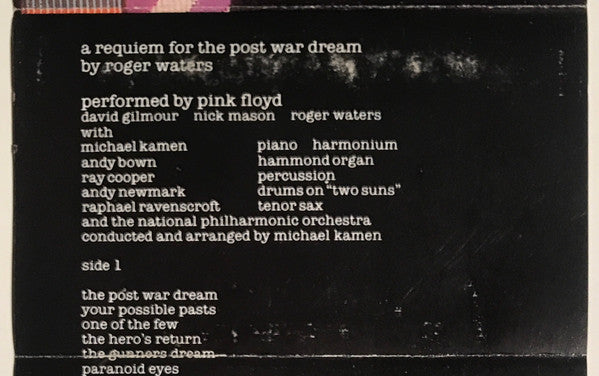 a requiem for the post war dream
by roger waters
performed by pink floyd
david gilmour nick mason roger waters
with
michael kamen piano harmonium
andy bown hammond organ
ray cooper percussion
andy newmark drums on "two suns"
raphael ravenscroft tenor sax
and the national philharmonic orchestra
conducted and arranged by michael kamen
side 1
the post war dream
your possible pasts
one of the few
the hero's return
the gunners dream
paranoid eyes